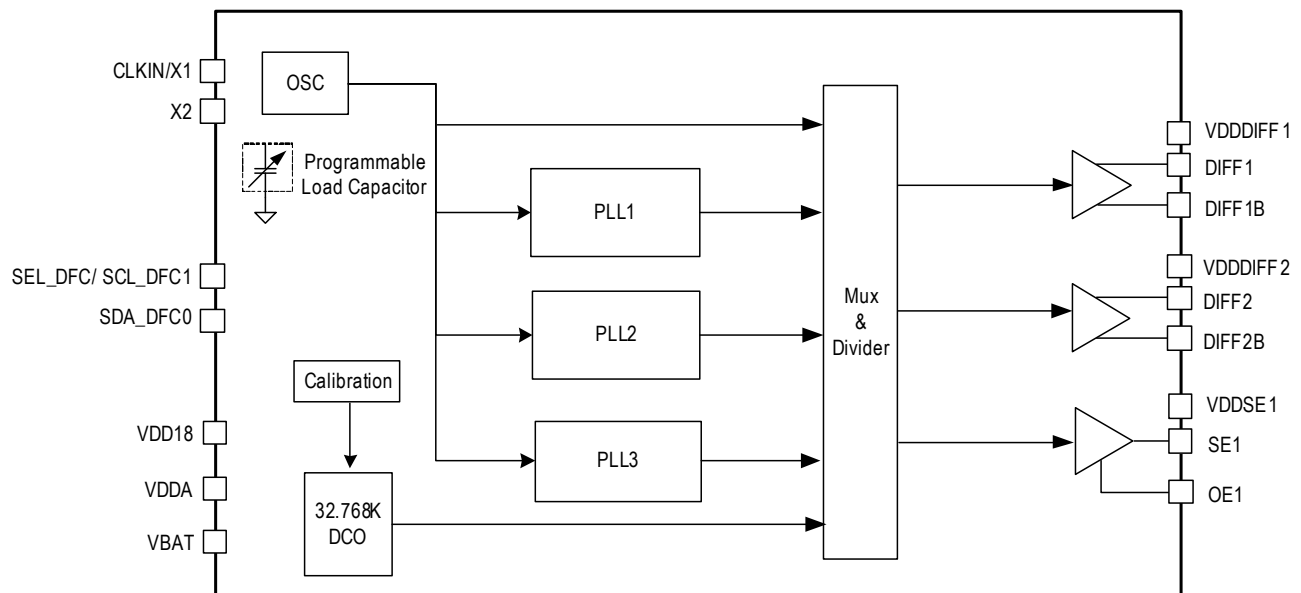 CLKIN/X1
X2
OSC
Programmable
Load Capacitor
SEL_DFC/ SCL_DFC1
SDA_DFC0
Calibration
VDD18
VDDA
VBAT
32.768K
DCO
PLL1
PLL2
PLL3
Mux
&
Divider
VDDDIFF1
DIFF1
DIFF1B
VDDDIFF2
DIFF2
DIFF2B
VDDSE1
SE1
OE1